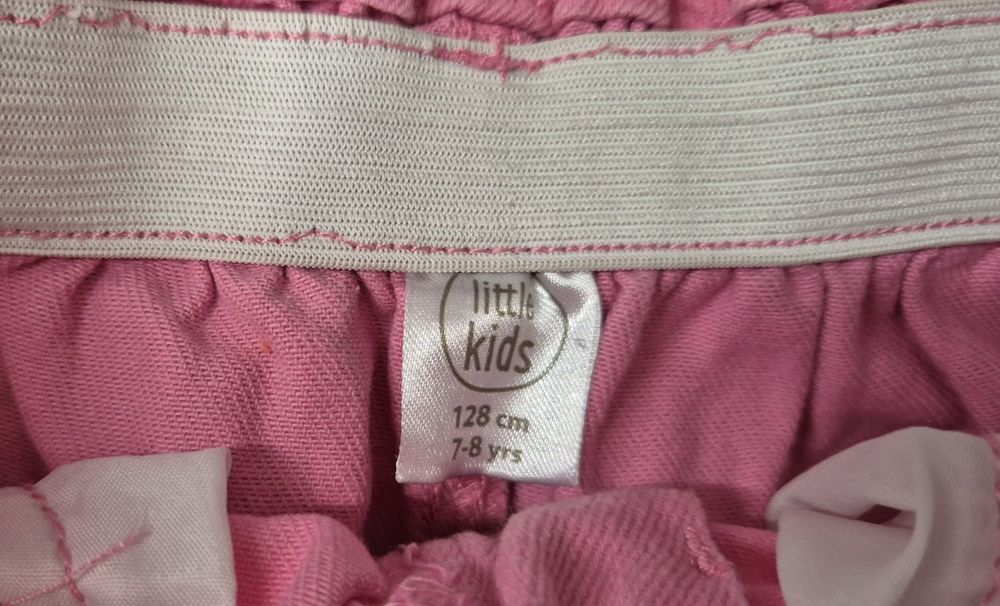 little
kids
128 cm
7-8 yrs